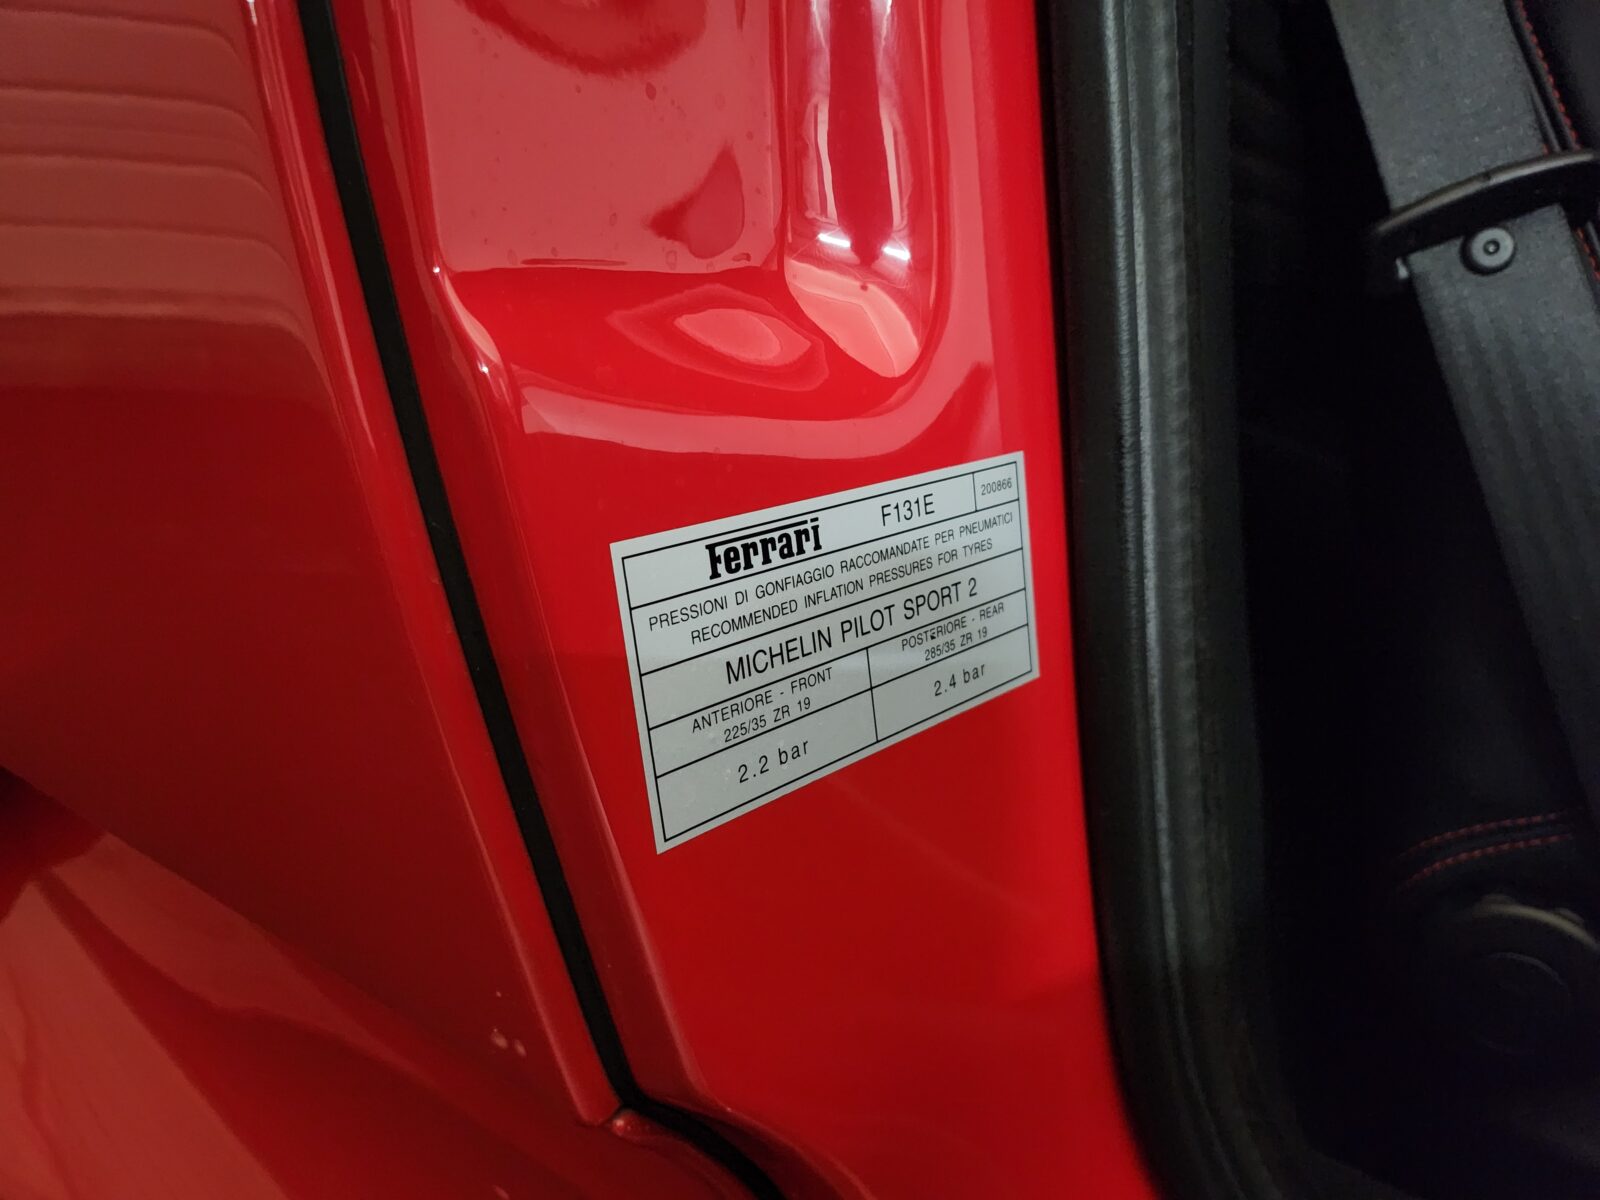 Ferrari F131E 200866
PRESSIONI DI GONFIAGGIO RACCOMANDATE PER PNEUMATICI
RECOMMENDED INFLATION PRESSURES FOR TYRES
MICHELIN PILOT SPORT 2
ANTERIORE - FRONT
225/35 ZR 19
POSTERIORE - REAR
285/35 ZR 19
2.2 bar
2.4 bar